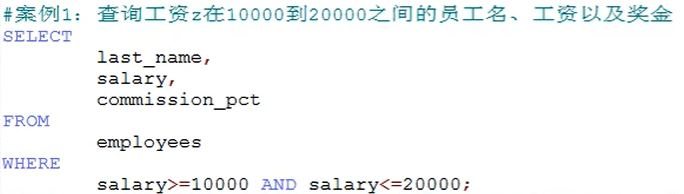 #案例1：查询工资z在10000到20000之间的员工名、工资以及奖金
SELECT
last_name,
salary,
commission_pct
FROM
employees
WHERE
salary>=10000 AND salary<=20000;